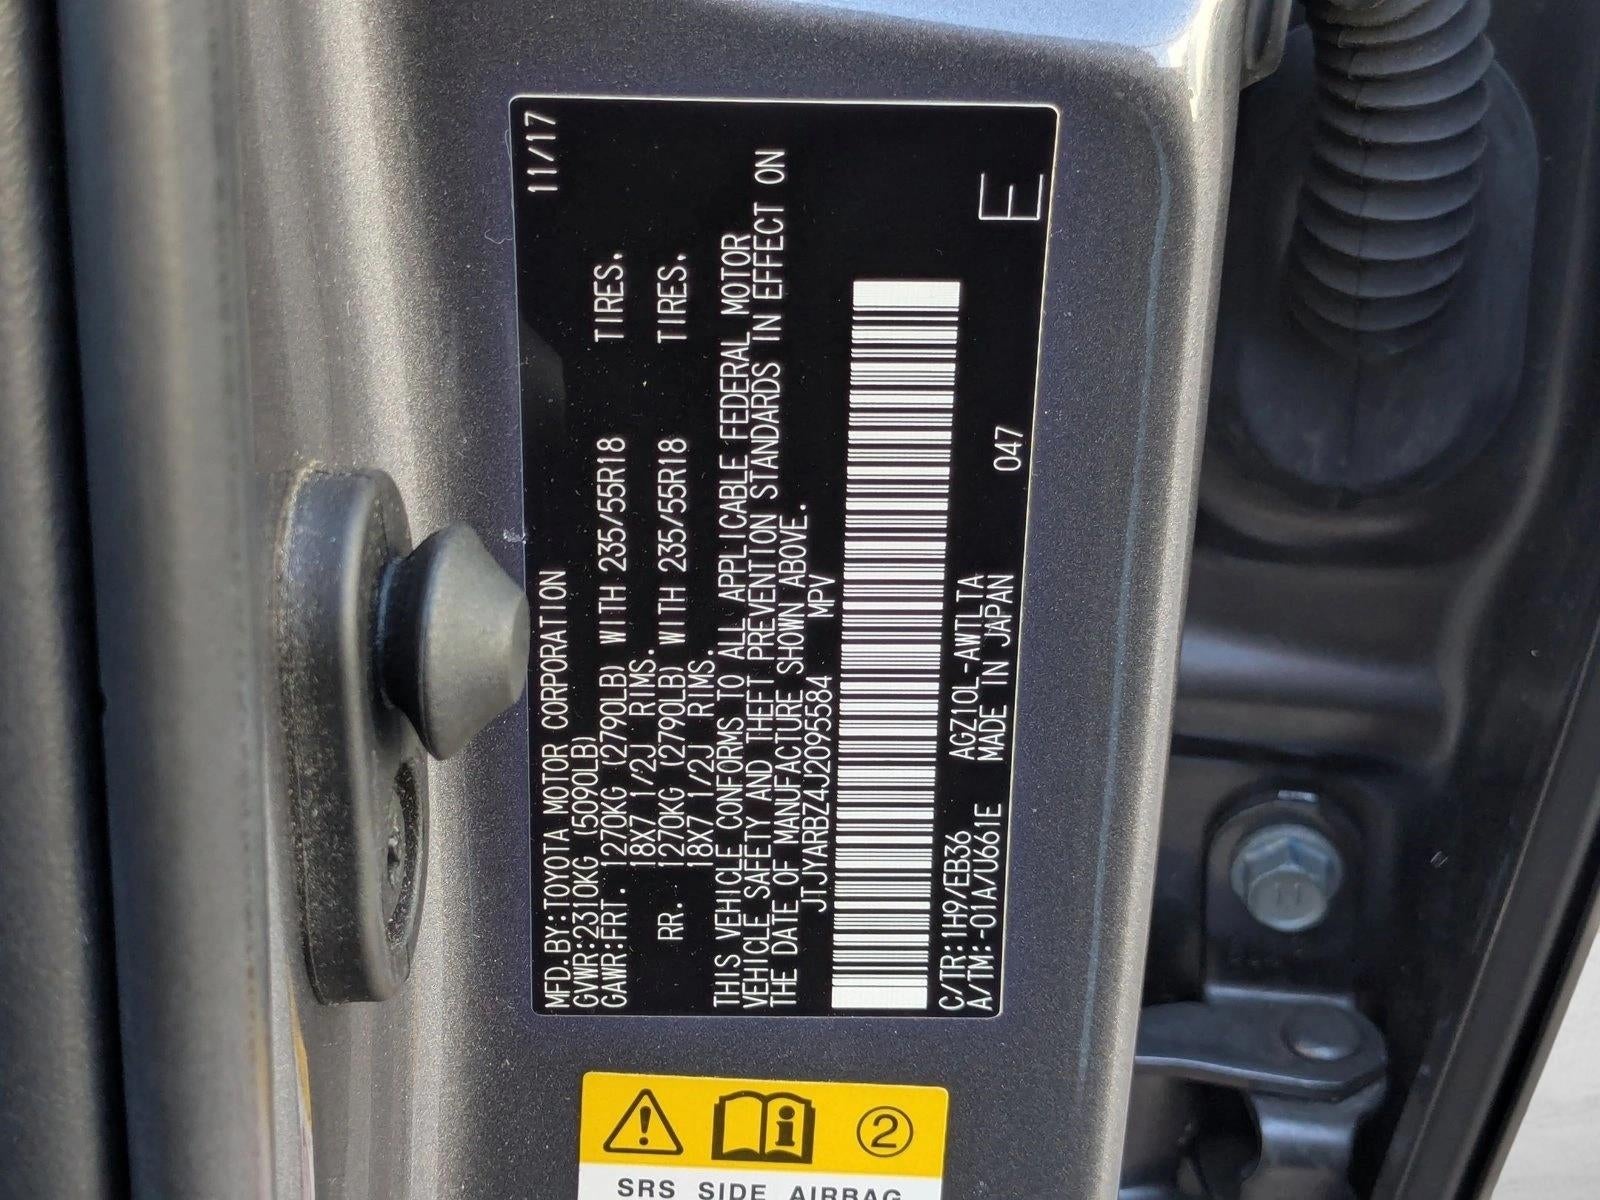 MFD.BY:TOYOTA MOTOR CORPORATION 11/17
GVWR:2310KG (5090LB)
GAWR:FRT. 1270KG (2790LB) WITH 235/55R18 TIRES.
18X7 1/2J RIMS.
RR. 1270KG (2790LB) WITH 235/55R18 TIRES.
18X7 1/2J RIMS.
THIS VEHICLE CONFORMS TO ALL APPLICABLE FEDERAL MOTOR
VEHICLE SAFETY AND THEFT PREVENTION STANDARDS IN EFFECT ON
THE DATE OF MANUFACTURE SHOWN ABOVE.
JTJYARBZ4J2095584 MPV
C/TR:1H9/EB36 AGZ10L-AWTLTA
A/TM:-01A/U661E MADE IN JAPAN 047 E
2
SRS SIDE AIRBAG